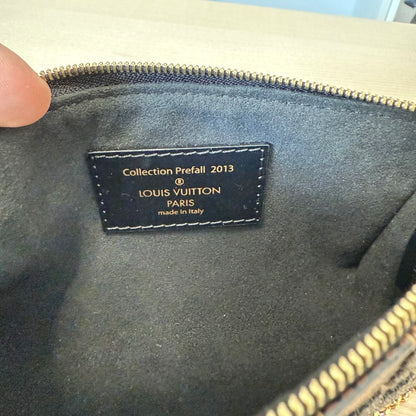 Collection Prefall 2013
®
LOUIS VUITTON
PARIS
made in Italy